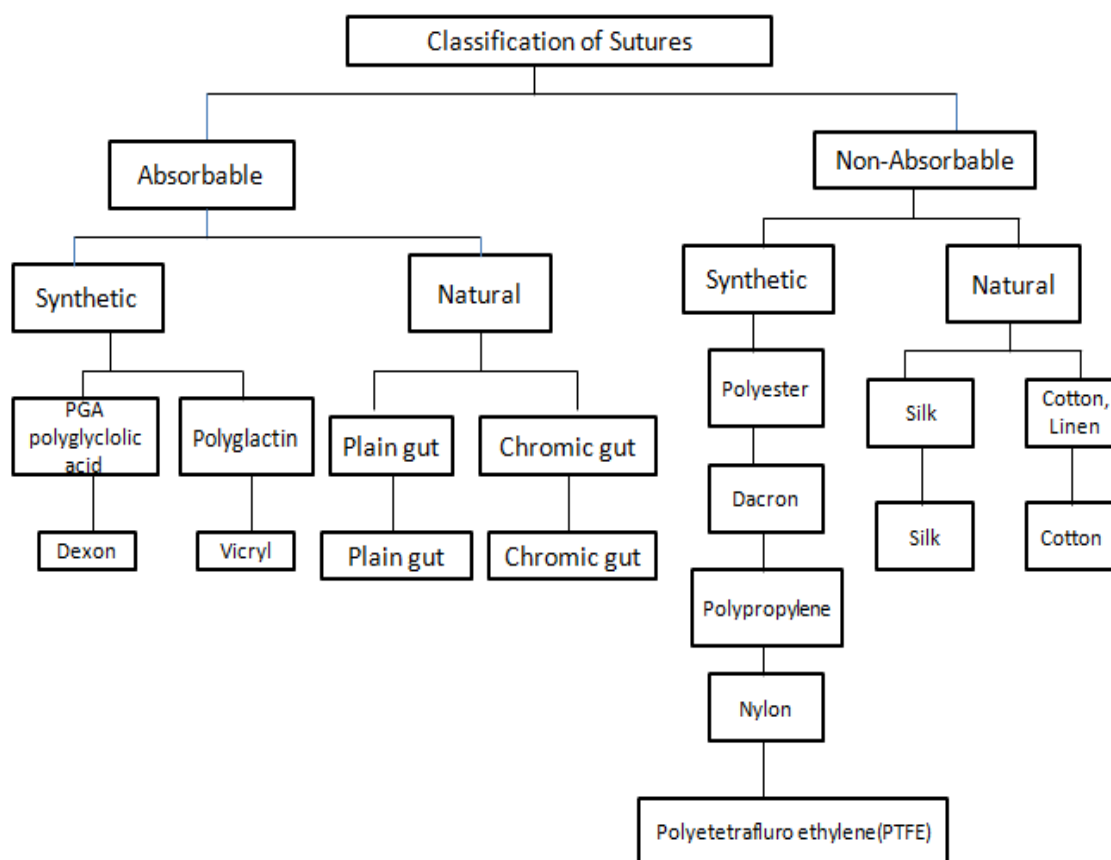 Classification of Sutures
Absorbable
Non-Absorbable
Synthetic
Natural
Synthetic
Natural
PGA
polyglyclolic
acid
Polyglactin
Plain gut
Chromic gut
Polyester
Silk
Cotton,
Linen
Dexon
Vicryl
Plain gut
Chromic gut
Dacron
Silk
Cotton
Polypropylene
Nylon
Polyetetrafluro ethylene(PTFE)